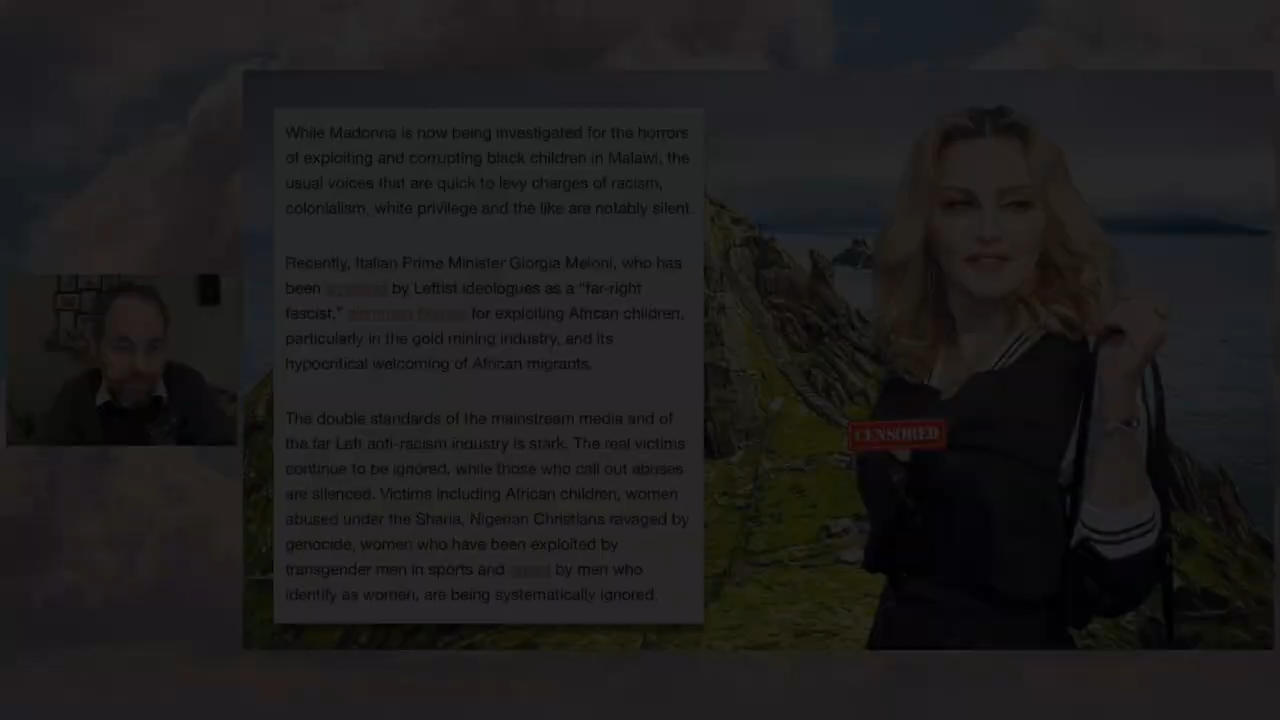 While Madonna is now being investigated for the horrors
of exploiting and corrupting black children in Malawi, the
usual voices that are quick to levy charges of racism,
colonialism, white privilege and the like are notably silent.
Recently, Italian Prime Minister Giorgia Meloni, who has
been by Leftist ideologues as a “far-right
fascist,” for exploiting African children,
particularly in the gold mining industry, and its
hypocritical welcoming of African migrants.
The double standards of the mainstream media and of
the far Left anti-racism industry is stark. The real victims
continue to be ignored, while those who call out abuses
are silenced. Victims including African children, women
abused under the Sharia, Nigerian Christians ravaged by
genocide, women who have been exploited by
transgender men in sports and by men who
identify as women, are being systematically ignored.
CENSORED